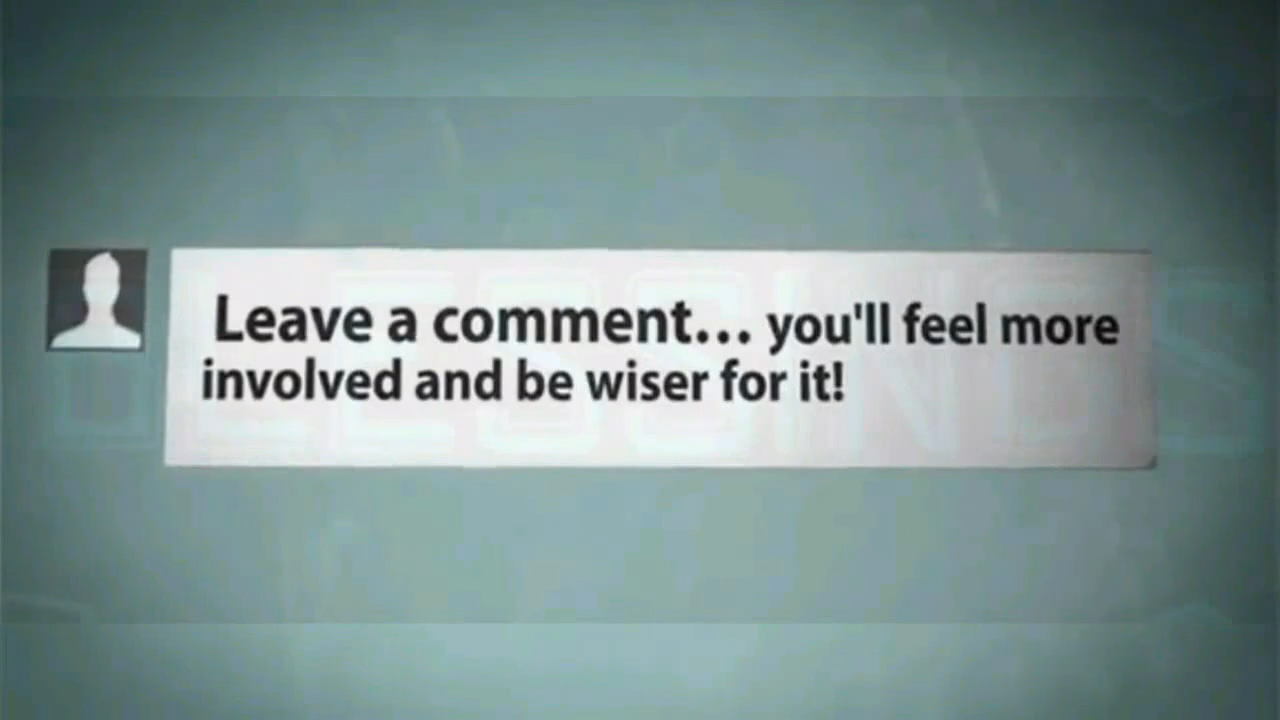 Leave a comment... you'll feel more
involved and be wiser for it!